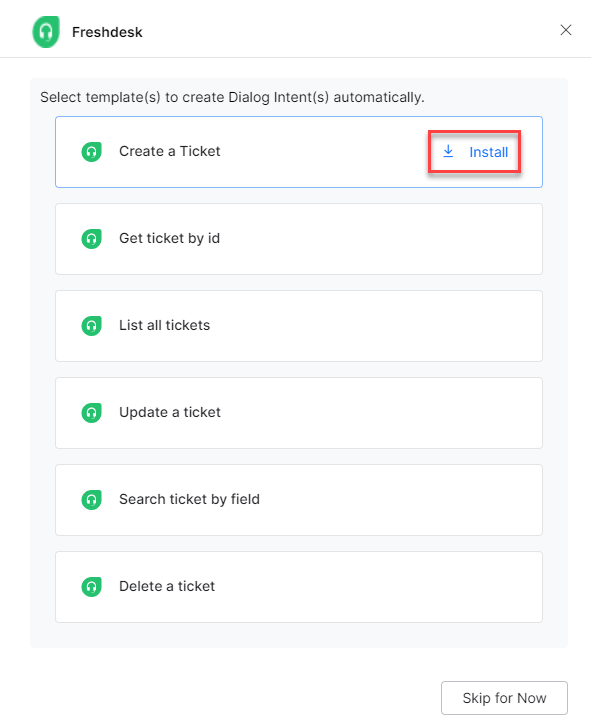 Freshdesk
Select template(s) to create Dialog Intent(s) automatically.
Create a Ticket
Install
Get ticket by id
List all tickets
Update a ticket
Search ticket by field
Delete a ticket
Skip for Now